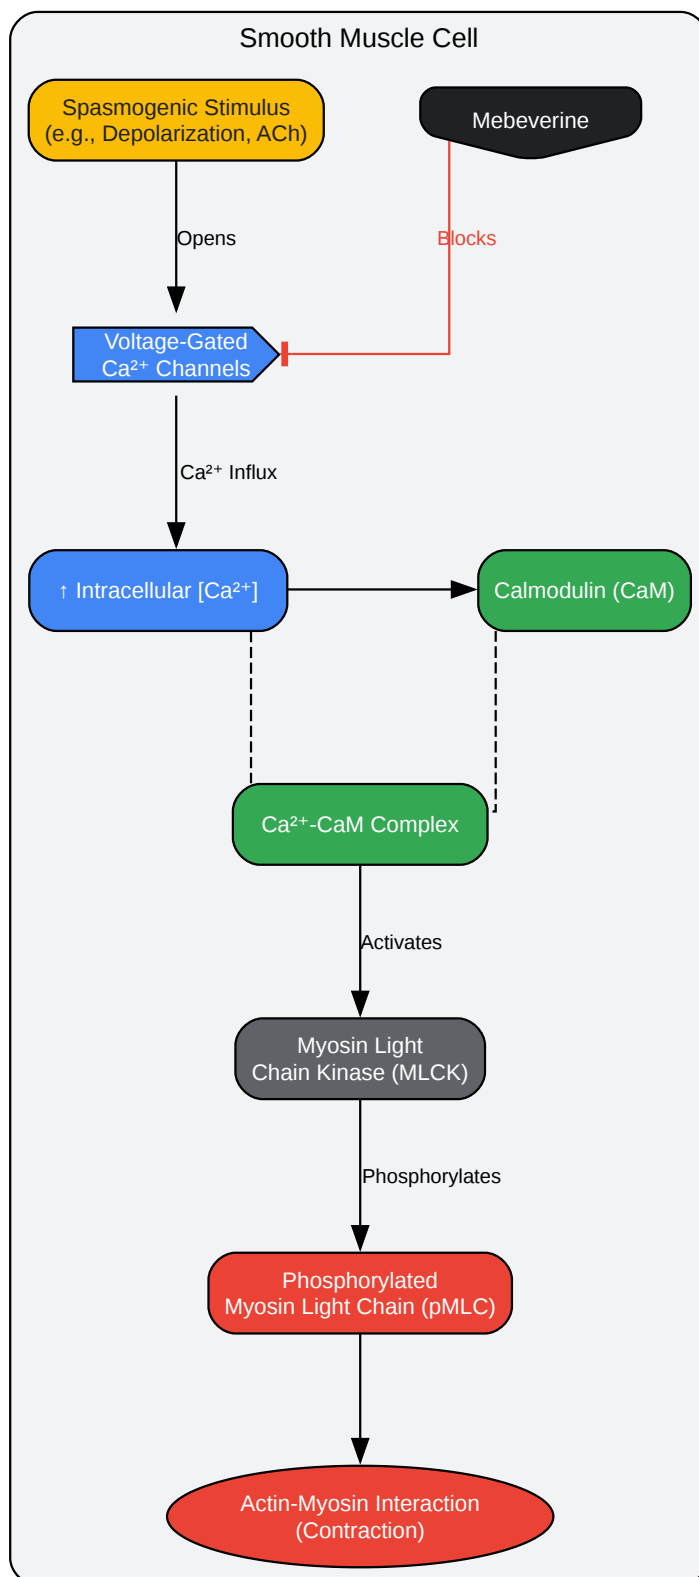 Smooth Muscle Cell
Spasmogenic Stimulus
(e.g., Depolarization, ACh)
Mebeverine
Opens
Blocks
Voltage-Gated
Ca²⁺ Channels
Ca²⁺ Influx
↑ Intracellular [Ca²⁺]
Calmodulin (CaM)
Ca²⁺-CaM Complex
Activates
Myosin Light
Chain Kinase (MLCK)
Phosphorylates
Phosphorylated
Myosin Light Chain (pMLC)
Actin-Myosin Interaction
(Contraction)